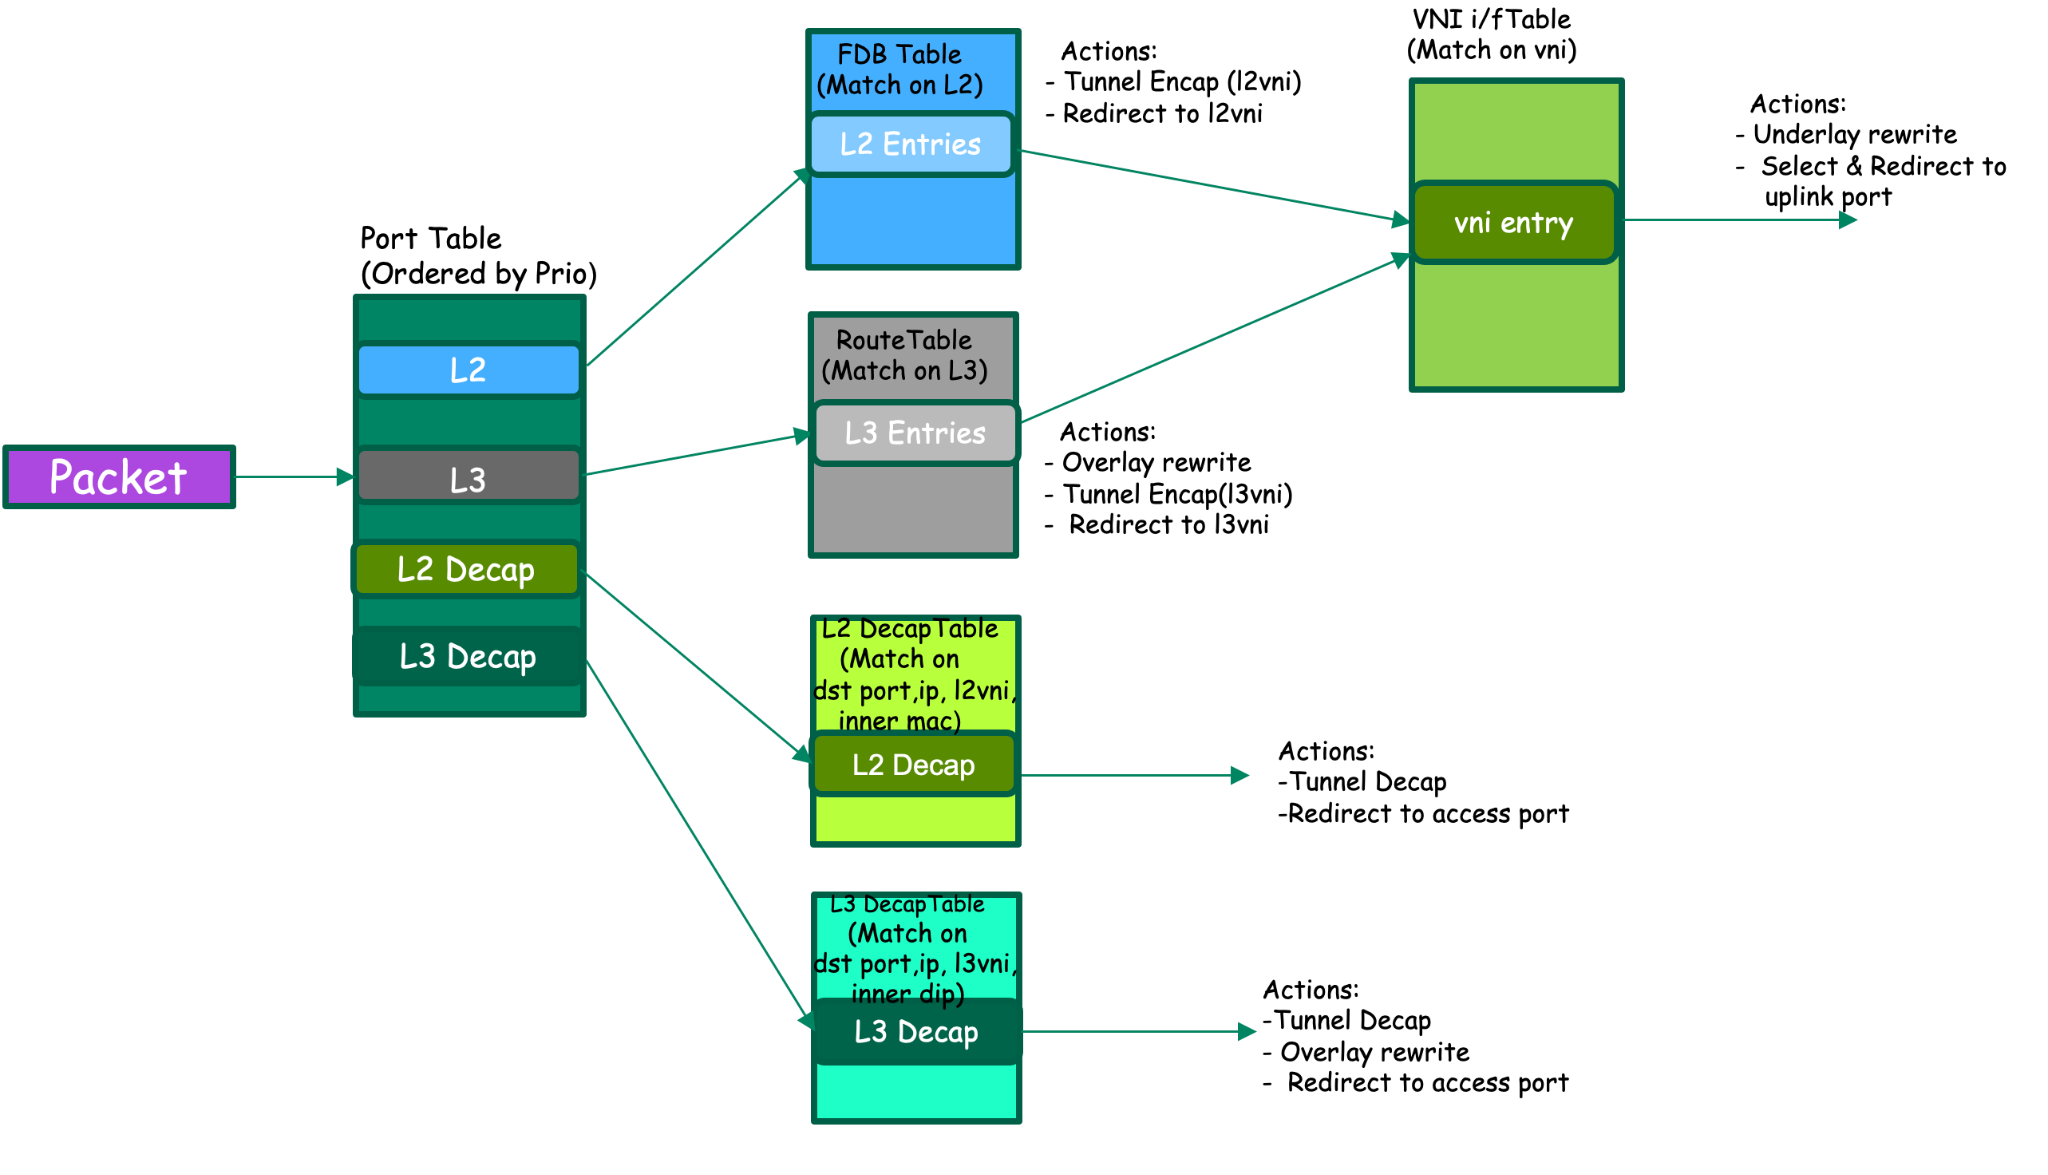 Packet
Port Table
(Ordered by Prio)
L2
L3
L2 Decap
L3 Decap
FDB Table
(Match on L2)
L2 Entries
Actions:
- Tunnel Encap (l2vni)
- Redirect to l2vni
RouteTable
(Match on L3)
L3 Entries
Actions:
- Overlay rewrite
- Tunnel Encap(l3vni)
- Redirect to l3vni
VNI i/fTable
(Match on vni)
vni entry
Actions:
- Underlay rewrite
- Select & Redirect to
uplink port
L2 DecapTable
(Match on
dst port,ip, l2vni,
inner mac)
L2 Decap
Actions:
-Tunnel Decap
-Redirect to access port
L3 DecapTable
(Match on
dst port,ip, l3vni,
inner dip)
L3 Decap
Actions:
-Tunnel Decap
- Overlay rewrite
- Redirect to access port